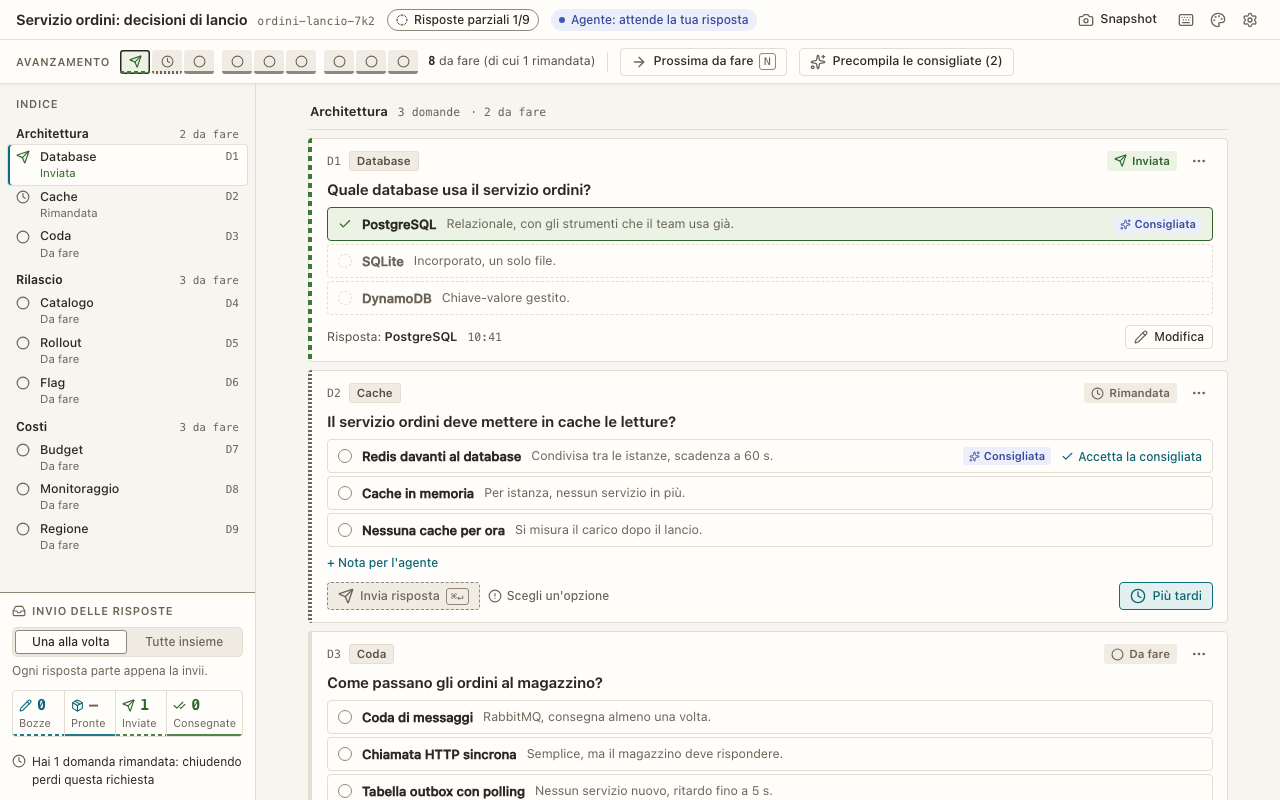 Servizio ordini: decisioni di lancio ordini-lancio-7k2 Risposte parziali 1/9 Agente: attende la tua risposta Snapshot
AVANZAMENTO 8 da fare (di cui 1 rimandata) Prossima da fare N Precompila le consigliate (2)
INDICE
Architettura 2 da fare
Database D1
Inviata
Cache D2
Rimandata
Coda D3
Da fare
Rilascio 3 da fare
Catalogo D4
Da fare
Rollout D5
Da fare
Flag D6
Da fare
Costi 3 da fare
Budget D7
Da fare
Monitoraggio D8
Da fare
Regione D9
Da fare
INVIO DELLE RISPOSTE
Una alla volta Tutte insieme
Ogni risposta parte appena la invii.
0 – 1 0
Bozze Pronte Inviate Consegnate
Hai 1 domanda rimandata: chiudendo
perdi questa richiesta
Architettura 3 domande · 2 da fare
D1 Database Inviata
Quale database usa il servizio ordini?
PostgreSQL Relazionale, con gli strumenti che il team usa già. Consigliata
SQLite Incorporato, un solo file.
DynamoDB Chiave-valore gestito.
Risposta: PostgreSQL 10:41 Modifica
D2 Cache Rimandata
Il servizio ordini deve mettere in cache le letture?
Redis davanti al database Condivisa tra le istanze, scadenza a 60 s. Consigliata Accetta la consigliata
Cache in memoria Per istanza, nessun servizio in più.
Nessuna cache per ora Si misura il carico dopo il lancio.
+ Nota per l'agente
Invia risposta ⌘↵ Scegli un'opzione Più tardi
D3 Coda Da fare
Come passano gli ordini al magazzino?
Coda di messaggi RabbitMQ, consegna almeno una volta.
Chiamata HTTP sincrona Semplice, ma il magazzino deve rispondere.
Tabella outbox con polling Nessun servizio nuovo, ritardo fino a 5 s.